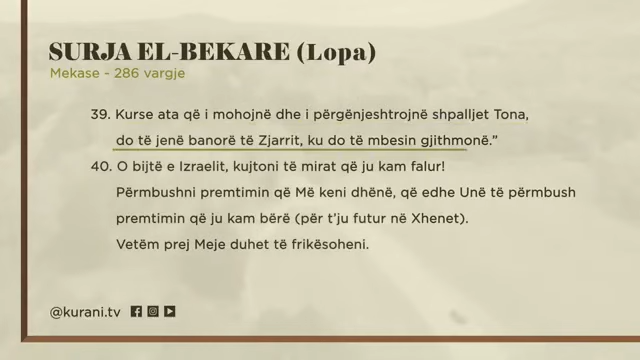 SURJA EL-BEKARE (Lopa)
Mekase - 286 vargje
39. Kurse ata që i mohojnë dhe i përgënjeshtrojnë shpalljet Tona,
do të jenë banorë të Zjarrit, ku do të mbesin gjithmonë.”
40. O bijtë e Izraelit, kujtoni të mirat që ju kam falur!
Përmbushni premtimin që Më keni dhënë, që edhe Unë të përmbush
premtimin që ju kam bërë (për t’ju futur në Xhenet).
Vetëm prej Meje duhet të frikësoheni.
@kurani.tv